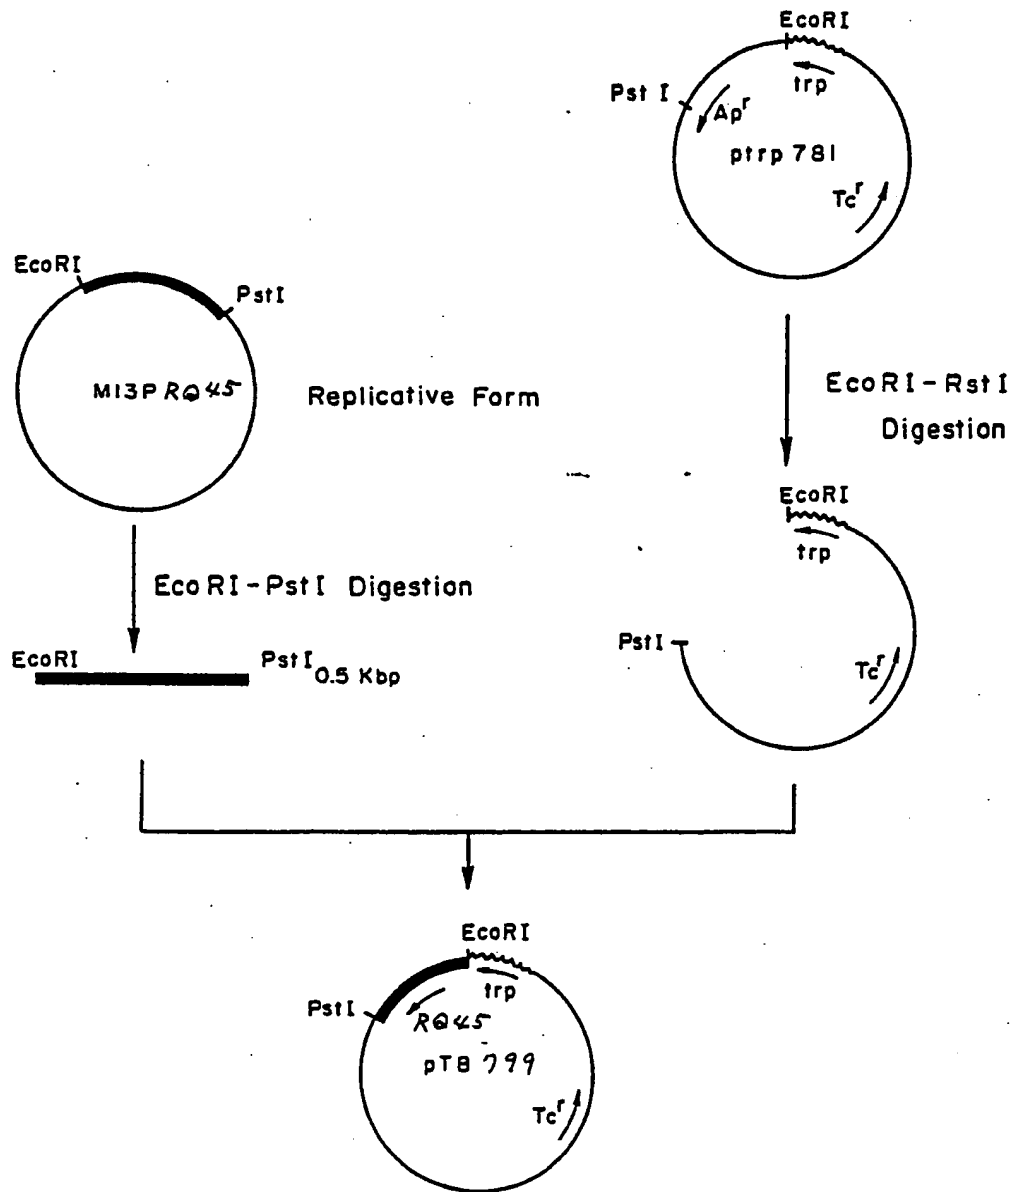 EcoRI
trp
Pst I
Apr
ptrp 781
Tcr
EcoRI
PstI
M13P RQ45
Replicative Form
EcoRI-RstI
Digestion
EcoRI
trp
PstI
Tcr
EcoRI-PstI Digestion
EcoRI
PstI
0.5 Kbp
EcoRI
trp
PstI
RQ45
pT8 799
Tcr